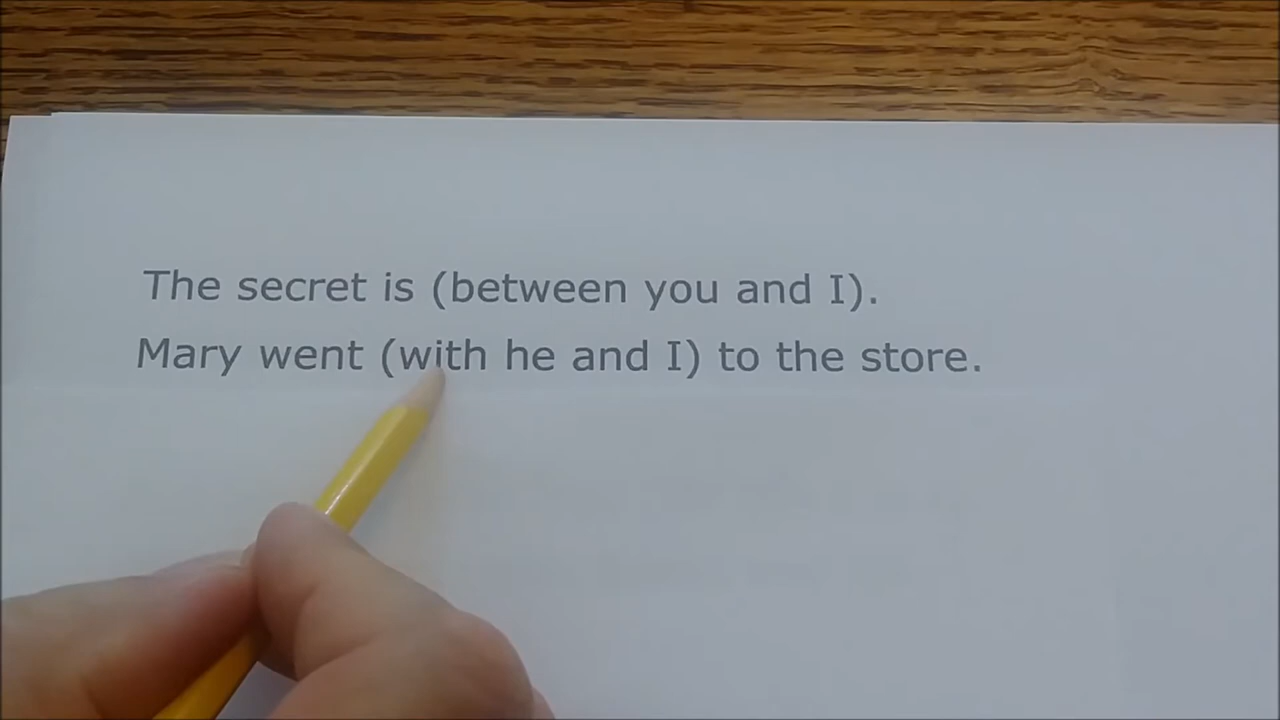 The secret is (between you and I).
Mary went (with he and I) to the store.